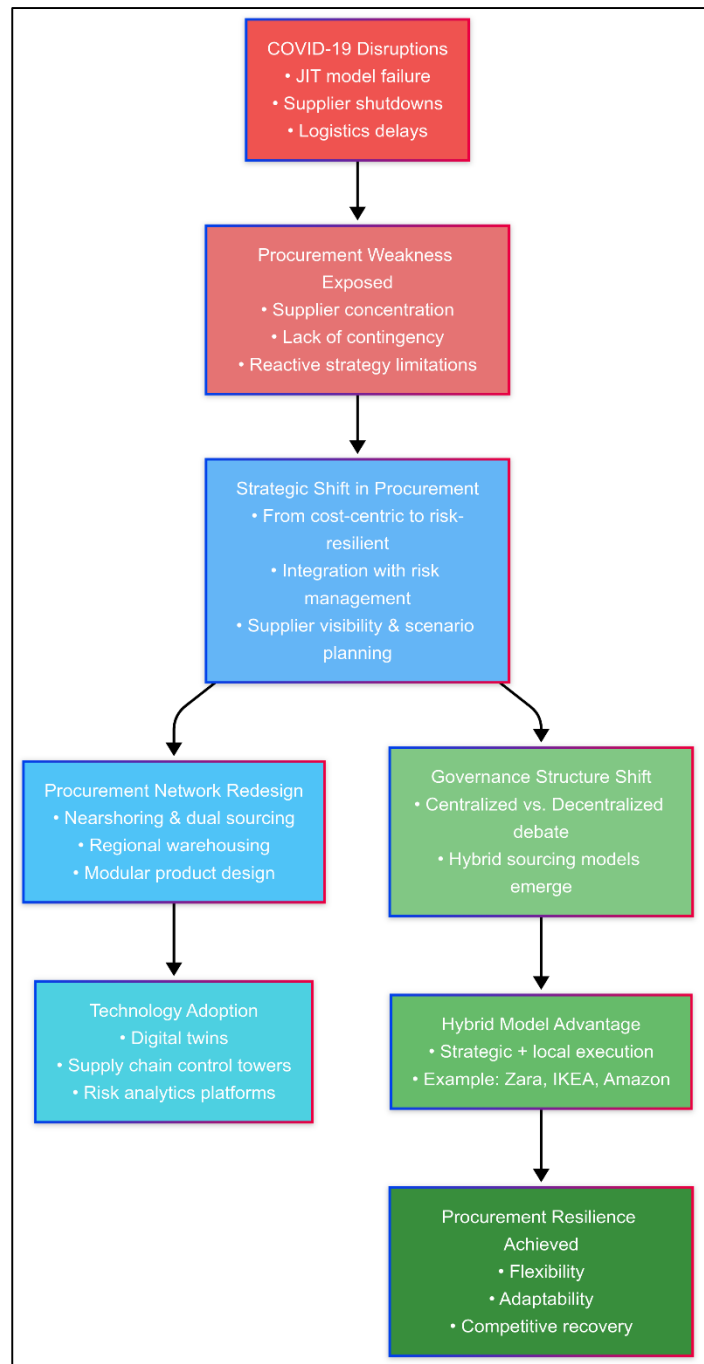 COVID-19 Disruptions
• JIT model failure
• Supplier shutdowns
• Logistics delays
Procurement Weakness
Exposed
• Supplier concentration
• Lack of contingency
• Reactive strategy limitations
Strategic Shift in Procurement
• From cost-centric to risk-
resilient
• Integration with risk
management
• Supplier visibility & scenario
planning
Procurement Network Redesign
• Nearshoring & dual sourcing
• Regional warehousing
• Modular product design
Governance Structure Shift
• Centralized vs. Decentralized
debate
• Hybrid sourcing models
emerge
Technology Adoption
• Digital twins
• Supply chain control towers
• Risk analytics platforms
Hybrid Model Advantage
• Strategic + local execution
• Example: Zara, IKEA, Amazon
Procurement Resilience
Achieved
• Flexibility
• Adaptability
• Competitive recovery